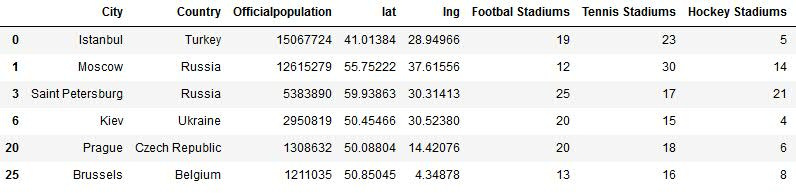 City Country Officialpopulation lat lng Footbal Stadiums Tennis Stadiums Hockey Stadiums
0 Istanbul Turkey 15067724 41.01384 28.94966 19 23 5
1 Moscow Russia 12615279 55.75222 37.61556 12 30 14
3 Saint Petersburg Russia 5383890 59.93863 30.31413 25 17 21
6 Kiev Ukraine 2950819 50.45466 30.52380 20 15 4
20 Prague Czech Republic 1308632 50.08804 14.42076 20 18 6
25 Brussels Belgium 1211035 50.85045 4.34878 13 16 8